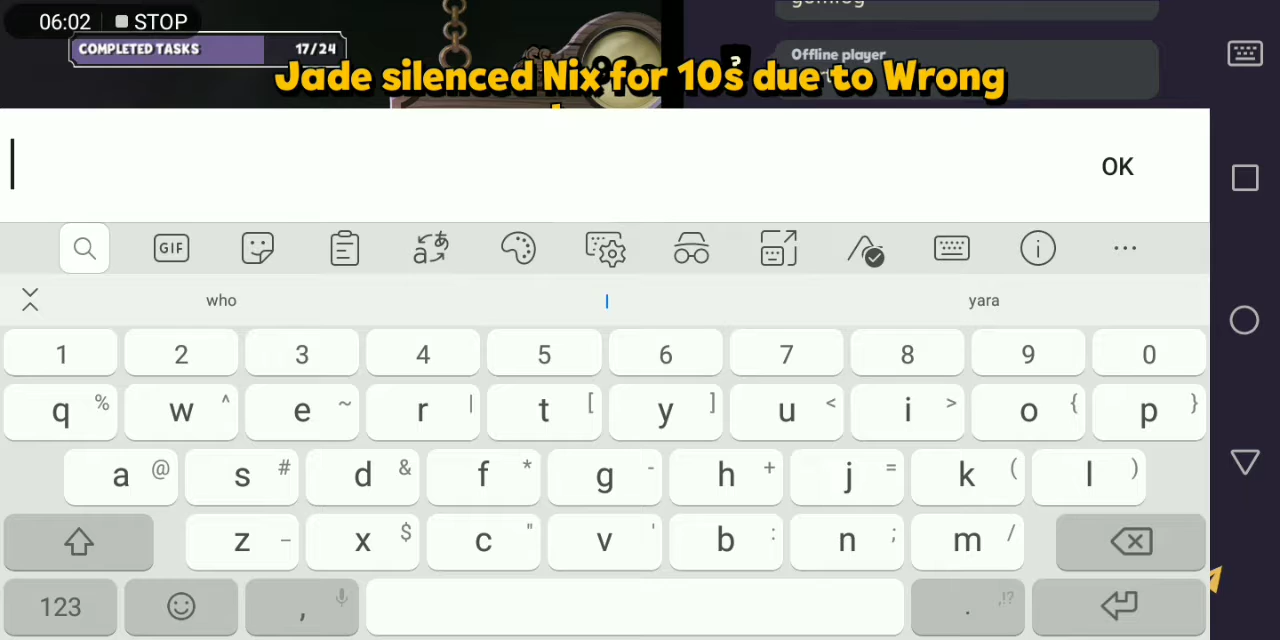 06:02 STOP
COMPLETED TASKS 17/24
Offline player
Jade silenced Nix for 10s due to Wrong
OK
GIF
who
yara
1 2 3 4 5 6 7 8 9 0
q % w ^ e ~ r | t [ y ] u < i > o { p }
a @ s # d & f * g - h + j = k ( l )
z _ x $ c " v ' b : n ; m /
123 , . ,!?